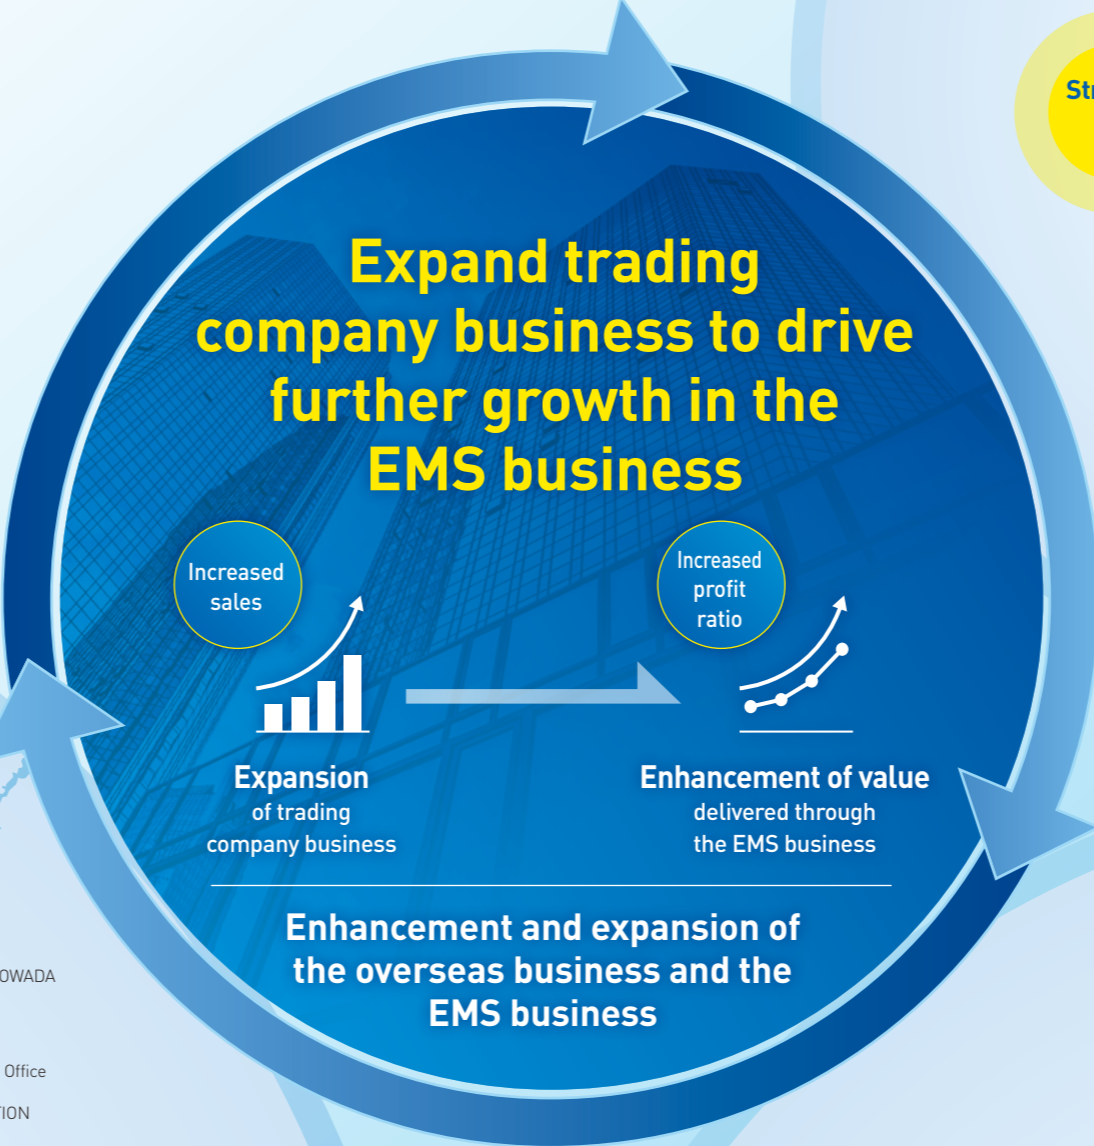 Expand trading
company business to drive
further growth in the
EMS business
Increased
sales
Increased
profit
ratio
Expansion
of trading
company business
Enhancement of value
delivered through
the EMS business
Enhancement and expansion of
the overseas business and the
EMS business
OWADA
Office